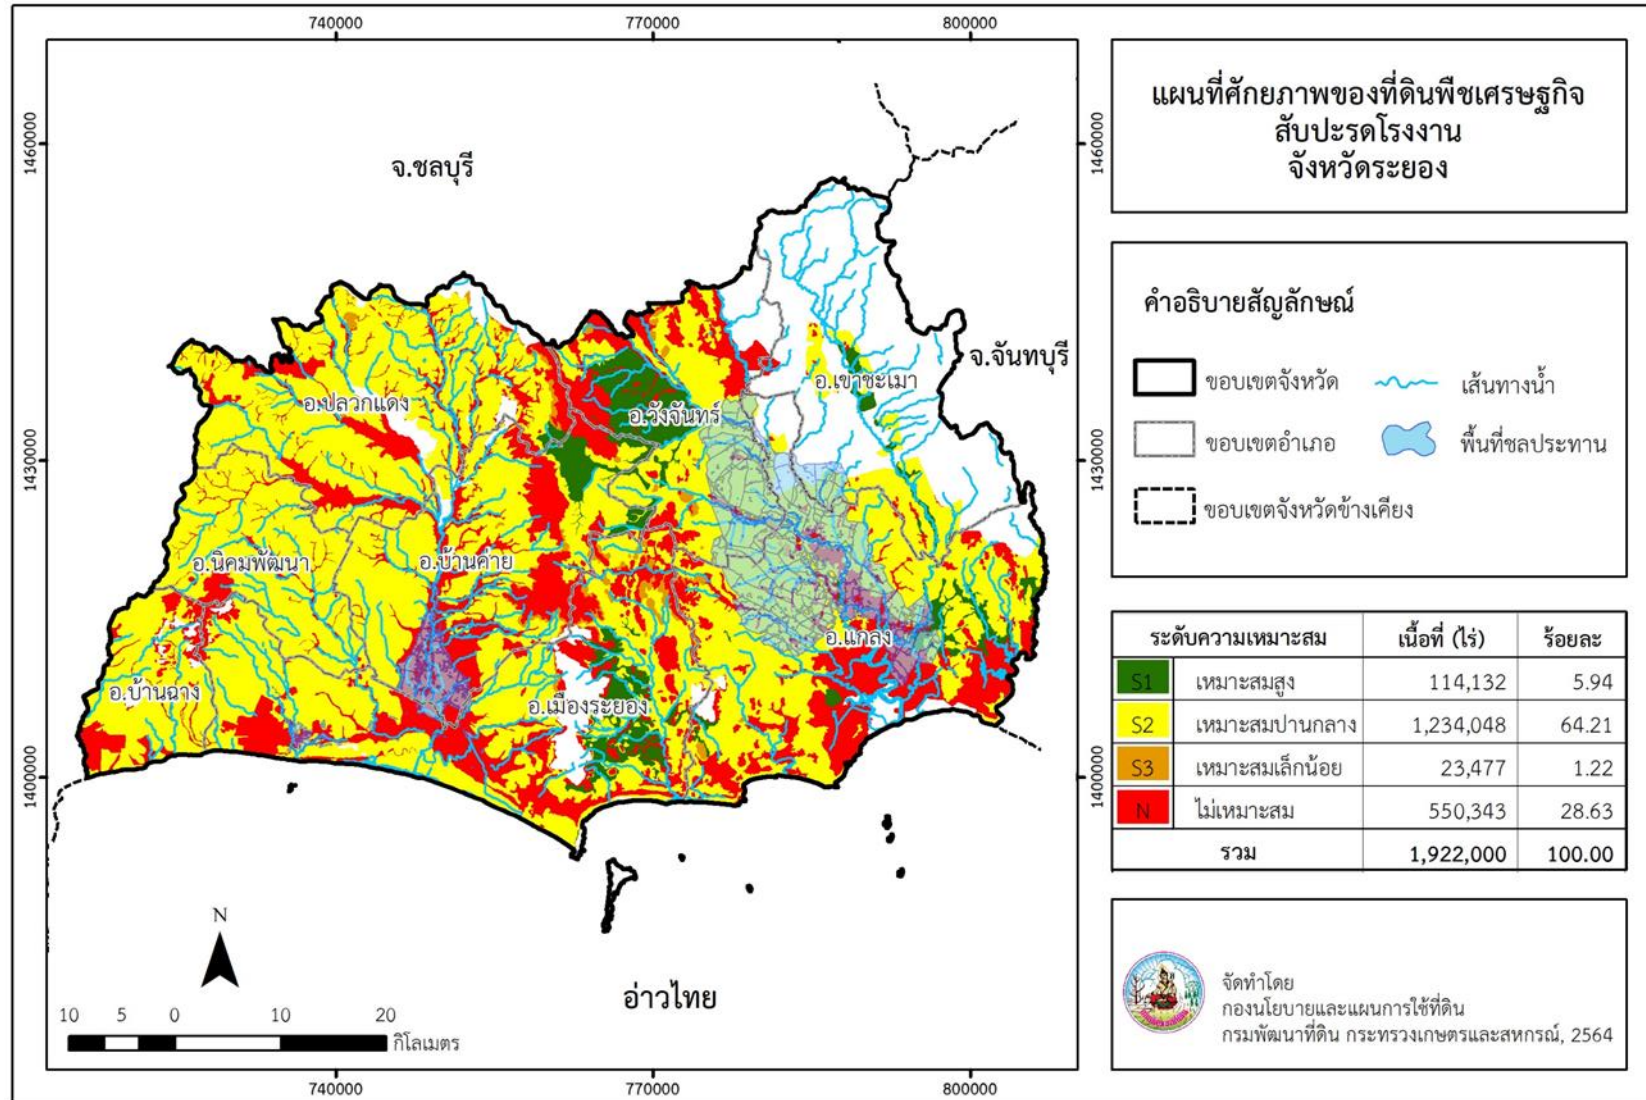 740000
770000
800000
1460000
1430000
1400000
1460000
1430000
1400000
740000
770000
800000
จ.ชลบุรี
จ.จันทบุรี
อ.เขาชะเมา
อ.ปลวกแดง
อ.วังจันทร์
อ.นิคมพัฒนา
อ.บ้านค่าย
อ.แกลง
อ.บ้านฉาง
อ.เมืองระยอง
อ่าวไทย
N
10 5 0 10 20
กิโลเมตร
แผนที่ศักยภาพของที่ดินพืชเศรษฐกิจ
สับปะรดโรงงาน
จังหวัดระยอง
คำอธิบายสัญลักษณ์
ขอบเขตจังหวัด
เส้นทางน้ำ
ขอบเขตอำเภอ
พื้นที่ชลประทาน
ขอบเขตจังหวัดข้างเคียง
ระดับความเหมาะสม เนื้อที่ (ไร่) ร้อยละ
S1 เหมาะสมสูง 114,132 5.94
S2 เหมาะสมปานกลาง 1,234,048 64.21
S3 เหมาะสมเล็กน้อย 23,477 1.22
N ไม่เหมาะสม 550,343 28.63
รวม 1,922,000 100.00
จัดทำโดย
กองนโยบายและแผนการใช้ที่ดิน
กรมพัฒนาที่ดิน กระทรวงเกษตรและสหกรณ์, 2564